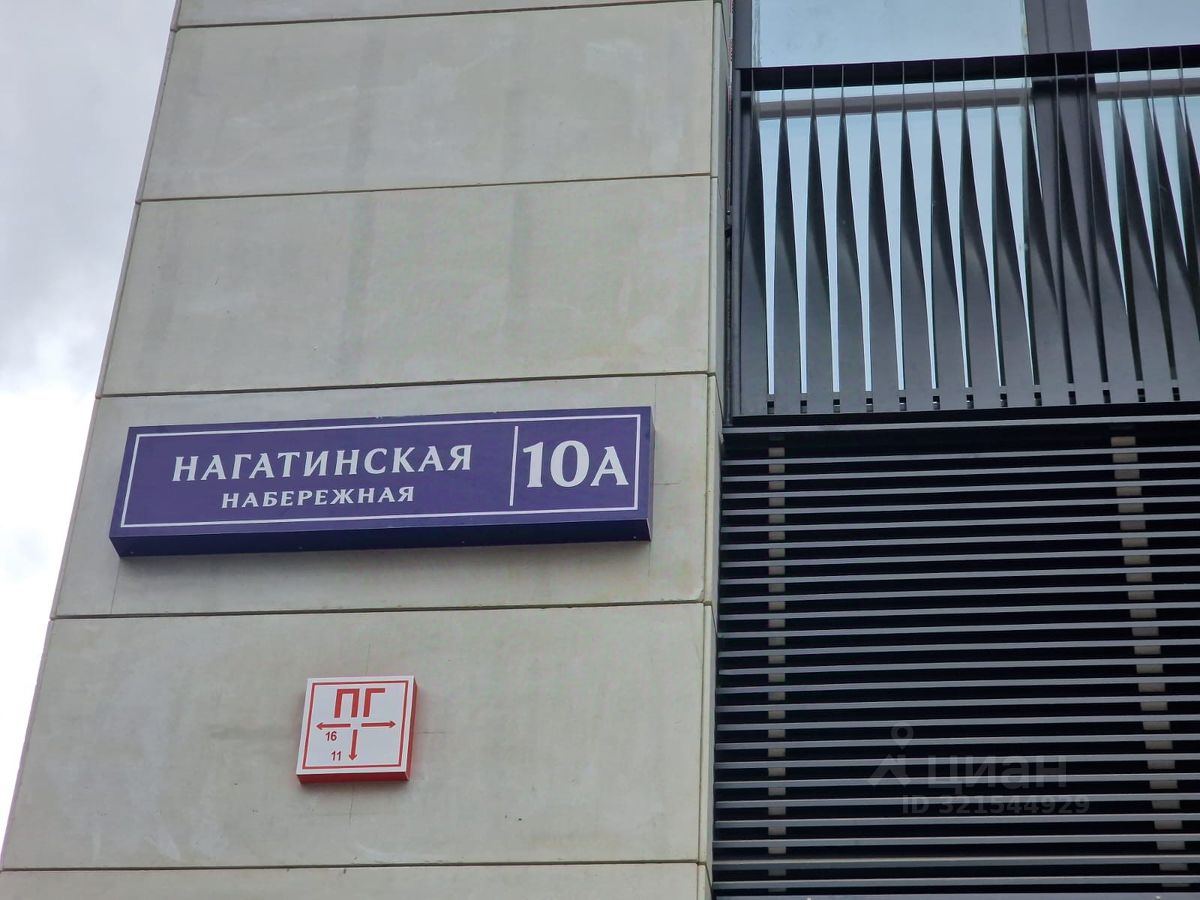 НАГАТИНСКАЯ
НАБЕРЕЖНАЯ
10А
ПГ
16
11
циан
ID 321544929